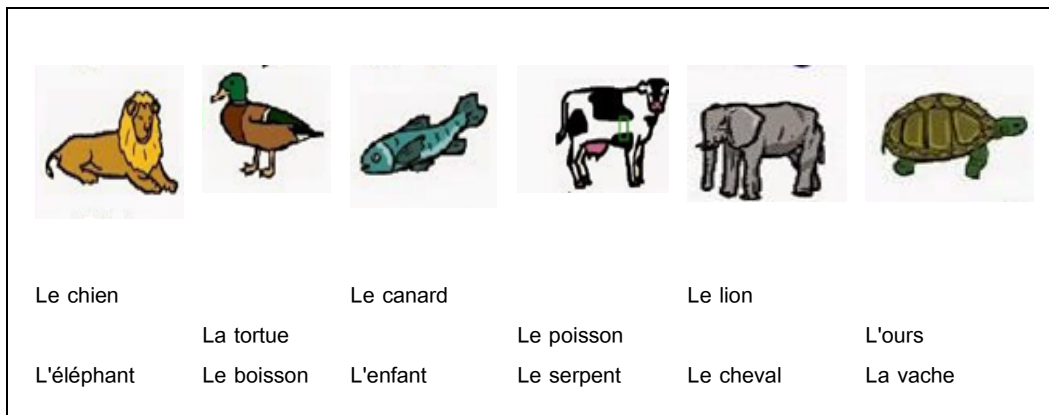 Le chien Le canard Le lion
La tortue Le poisson L'ours
L'éléphant Le boisson L'enfant Le serpent Le cheval La vache